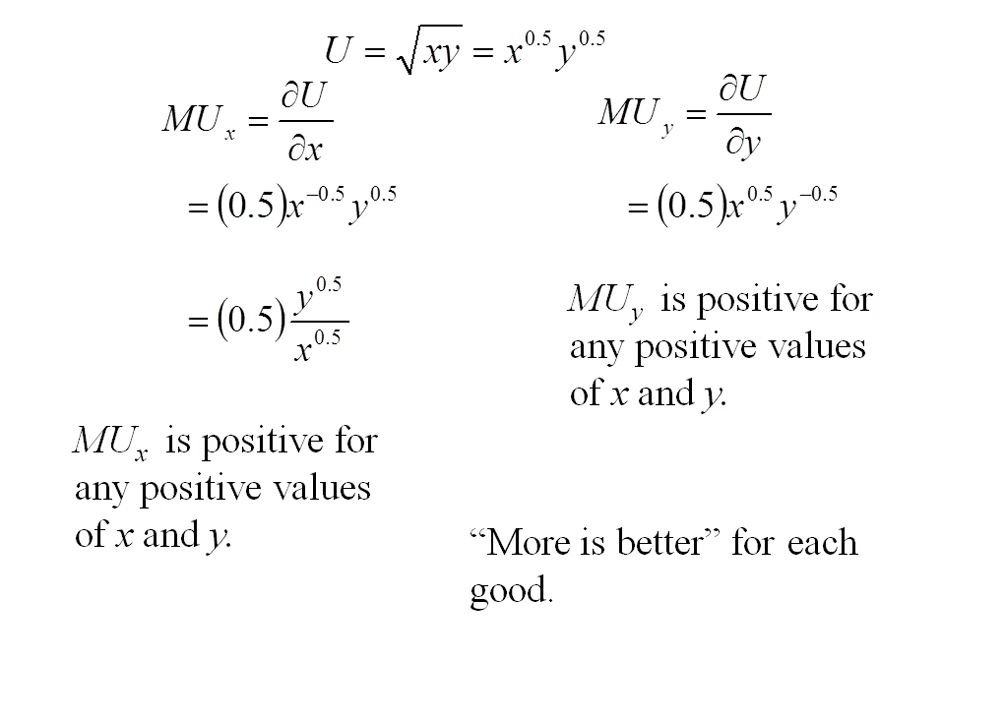 U = √xy = x^0.5 y^0.5
MU_x = ∂U/∂x
= (0.5)x^−0.5 y^0.5
= (0.5) y^0.5/x^0.5
MU_x is positive for
any positive values
of x and y.
MU_y = ∂U/∂y
= (0.5)x^0.5 y^−0.5
MU_y is positive for
any positive values
of x and y.
“More is better” for each
good.